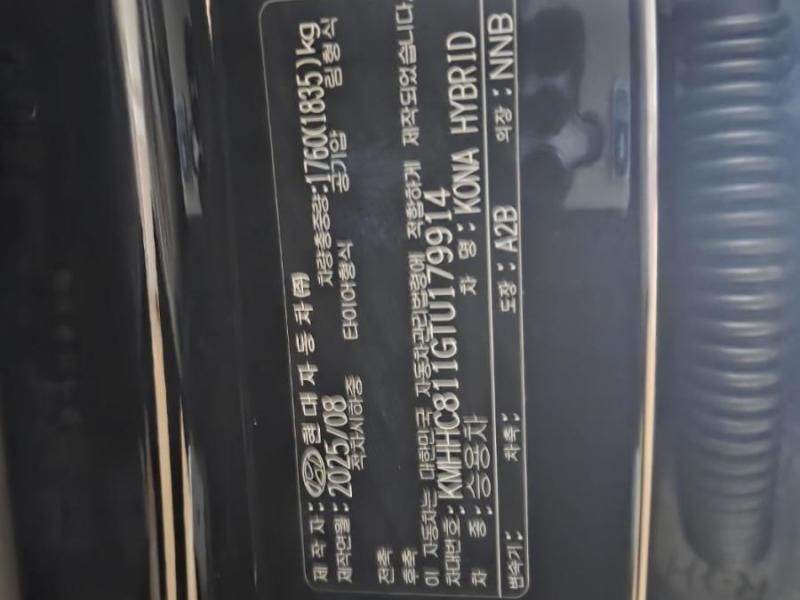 제 작 자 : 현 대 자 동 차 ㈜
제작연월 : 2025/08 차량총중량:1760(1835)kg
적차시하중 타이어형식 공기압 림형식
전축
후축
이 자동차는 대한민국 자동차관리법령에 적합하게 제작되었습니다.
차대번호 : KMHHC811GTU179914
차 종 : 승용차 차 명 : KONA HYBRID
변속기 : 차축 : 도장 : A2B 의장 : NNB